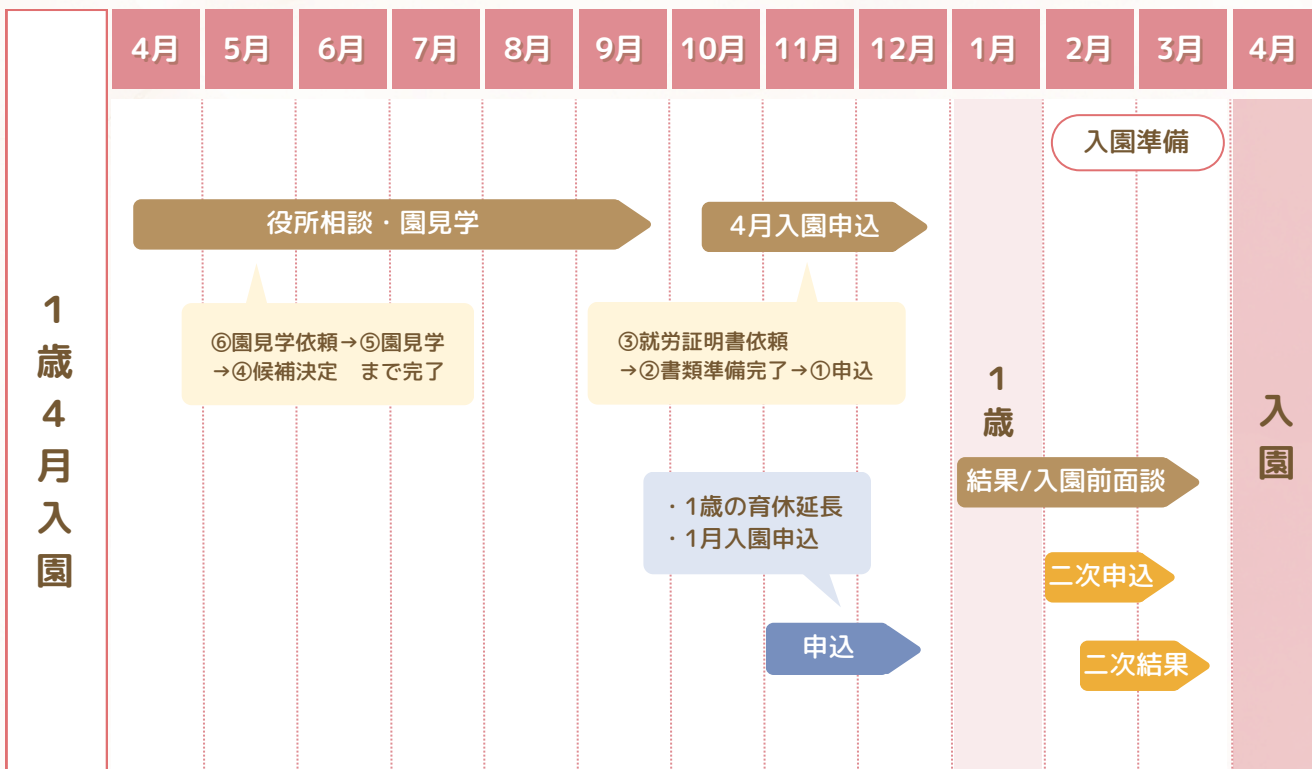 4月 5月 6月 7月 8月 9月 10月 11月 12月 1月 2月 3月 4月
1歳4月入園
入園準備
役所相談・園見学
4月入園申込
⑥園見学依頼→⑤園見学
→④候補決定　まで完了
③就労証明書依頼
→②書類準備完了→①申込
1歳
入園
結果/入園前面談
・1歳の育休延長
・1月入園申込
二次申込
申込
二次結果